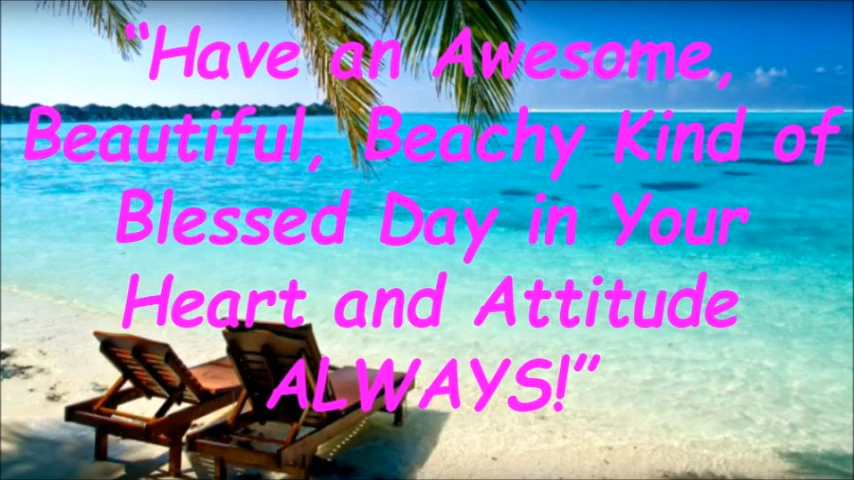 “Have an Awesome,
Beautiful, Beachy Kind of
Blessed Day in Your
Heart and Attitude
ALWAYS!”